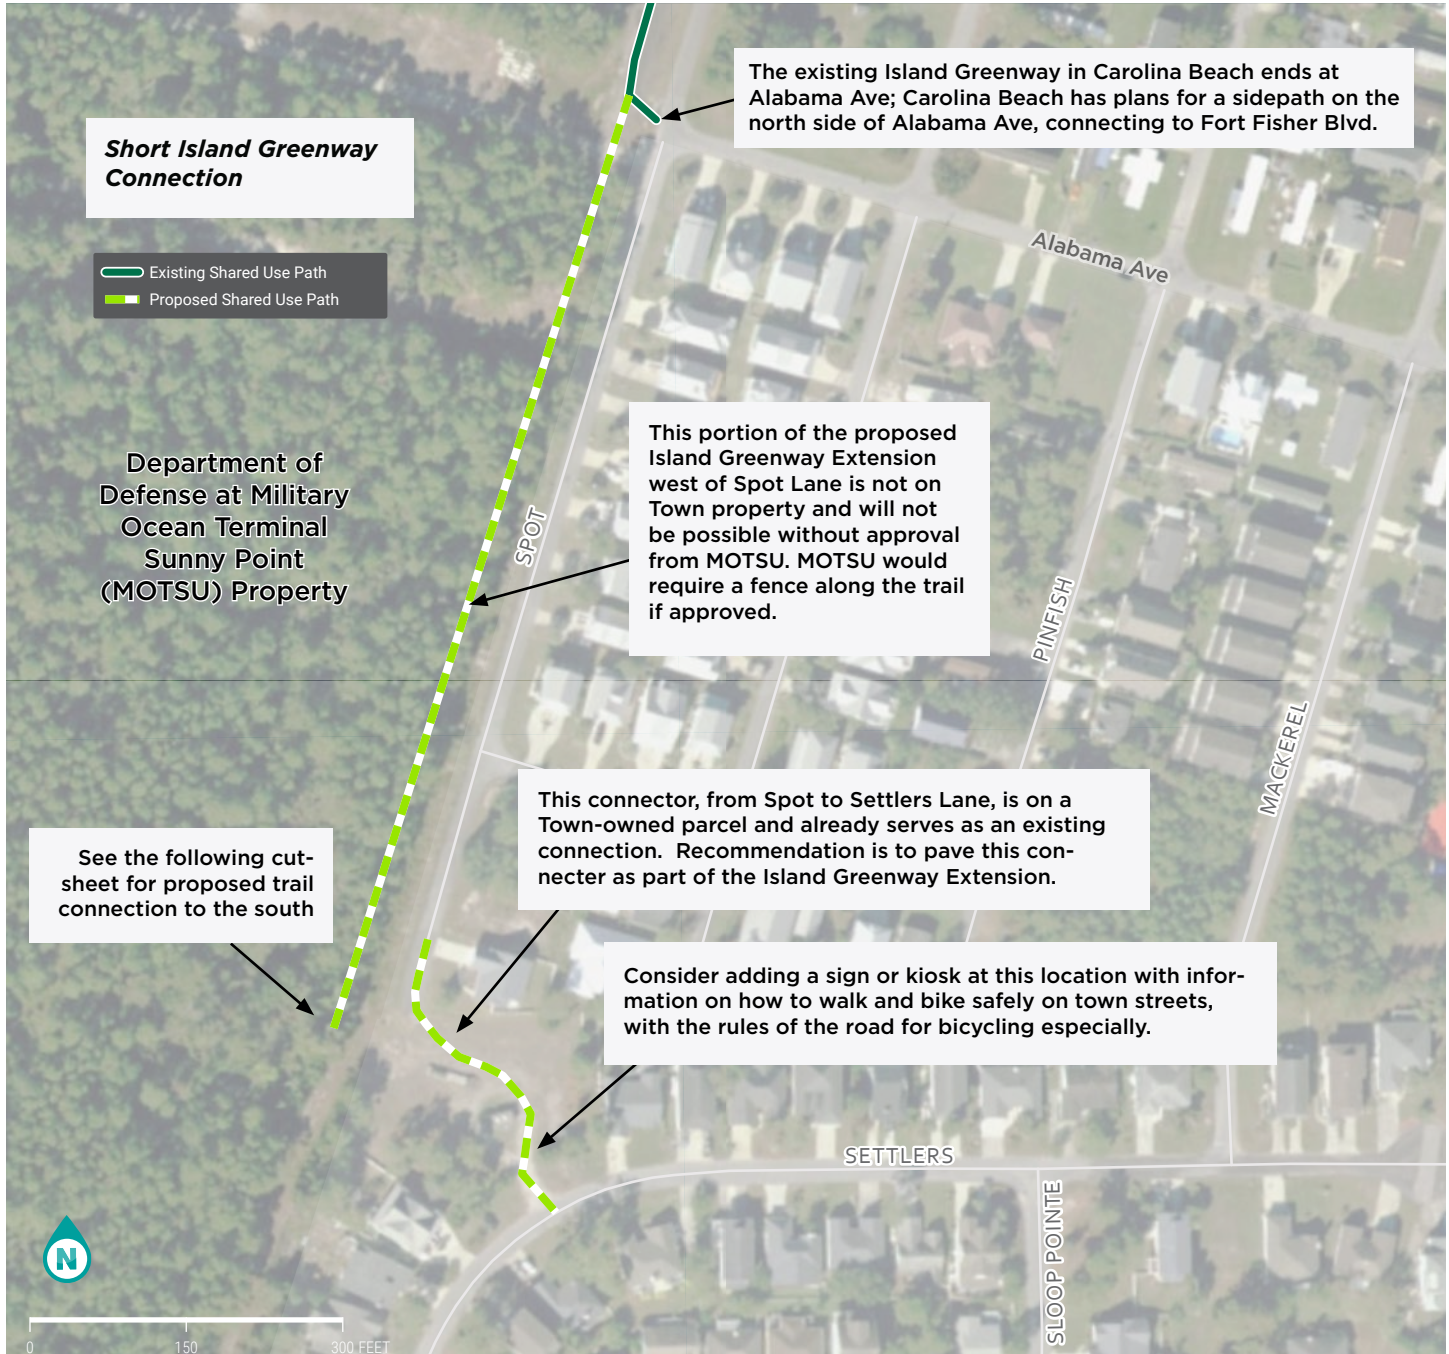 The existing Island Greenway in Carolina Beach ends at
Alabama Ave; Carolina Beach has plans for a sidepath on the
north side of Alabama Ave, connecting to Fort Fisher Blvd.
Short Island Greenway
Connection
Existing Shared Use Path
Proposed Shared Use Path
Alabama Ave
Department of
Defense at Military
Ocean Terminal
Sunny Point
(MOTSU) Property
This portion of the proposed
Island Greenway Extension
west of Spot Lane is not on
Town property and will not
be possible without approval
from MOTSU. MOTSU would
require a fence along the trail
if approved.
SPOT
PINFISH
MACKEREL
This connector, from Spot to Settlers Lane, is on a
Town-owned parcel and already serves as an existing
connection.  Recommendation is to pave this con-
necter as part of the Island Greenway Extension.
See the following cut-
sheet for proposed trail
connection to the south
Consider adding a sign or kiosk at this location with infor-
mation on how to walk and bike safely on town streets,
with the rules of the road for bicycling especially.
SETTLERS
SLOOP POINTE
N
0 150 300 FEET